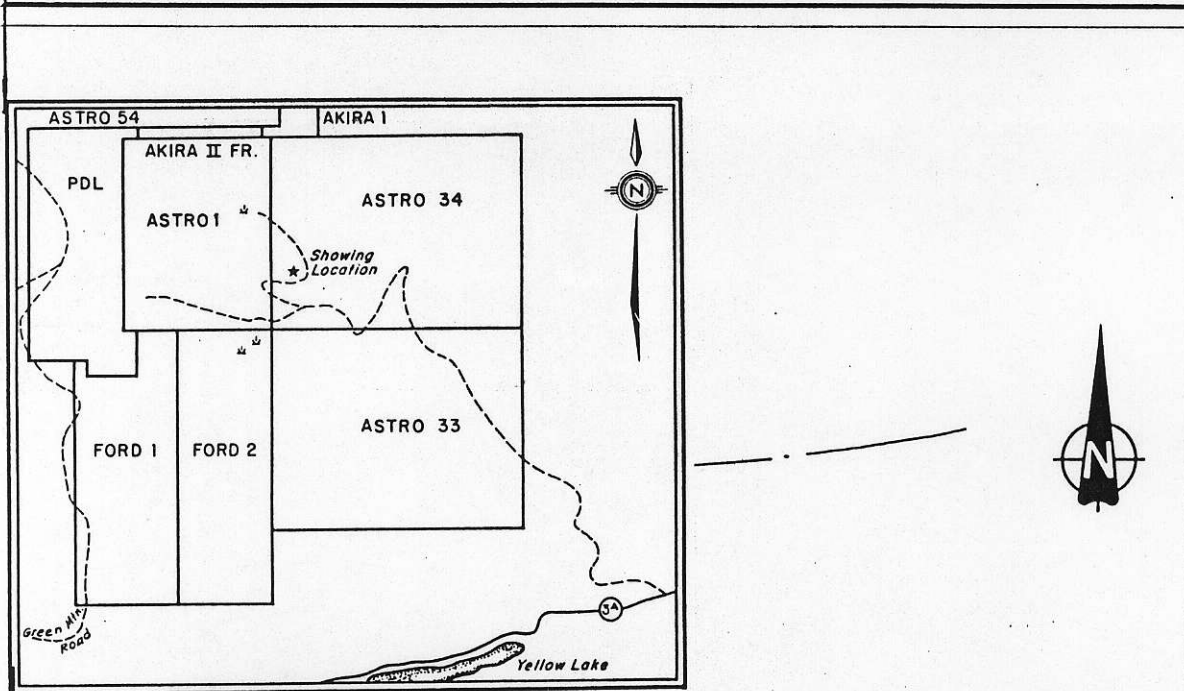 ASTRO 54
AKIRA 1
AKIRA II FR.
PDL
ASTRO 34
N
ASTRO 1
Showing
Location
ASTRO 33
FORD 1
FORD 2
N
3A
Green Mtn.
Road
Yellow Lake